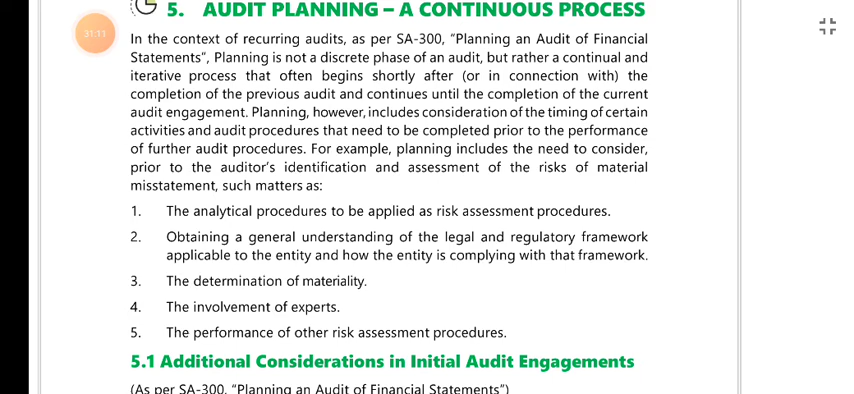 5. AUDIT PLANNING – A CONTINUOUS PROCESS
31:11
In the context of recurring audits, as per SA-300, “Planning an Audit of Financial
Statements”, Planning is not a discrete phase of an audit, but rather a continual and
iterative process that often begins shortly after (or in connection with) the
completion of the previous audit and continues until the completion of the current
audit engagement. Planning, however, includes consideration of the timing of certain
activities and audit procedures that need to be completed prior to the performance
of further audit procedures. For example, planning includes the need to consider,
prior to the auditor’s identification and assessment of the risks of material
misstatement, such matters as:
1. The analytical procedures to be applied as risk assessment procedures.
2. Obtaining a general understanding of the legal and regulatory framework
applicable to the entity and how the entity is complying with that framework.
3. The determination of materiality.
4. The involvement of experts.
5. The performance of other risk assessment procedures.
5.1 Additional Considerations in Initial Audit Engagements
(As per SA-300, “Planning an Audit of Financial Statements”)